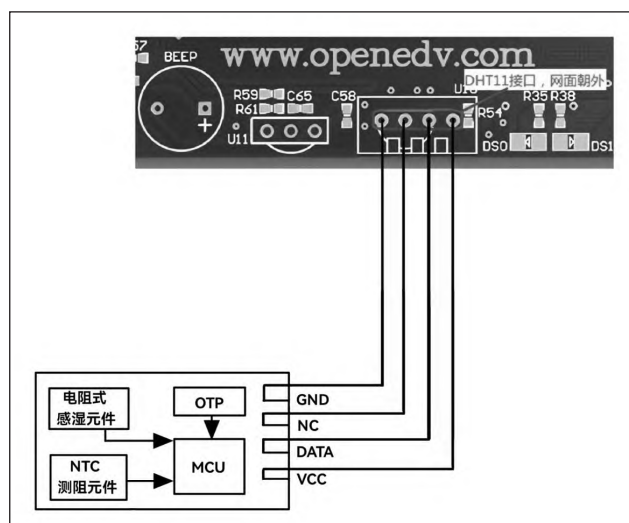 www.openedv.com
BEEP
DHT11接口，网面朝外
R59
C65
C58
R61
R54
R35
R38
U11
DS0
DS1
电阻式
感湿元件
OTP
NTC
测阻元件
MCU
GND
NC
DATA
VCC